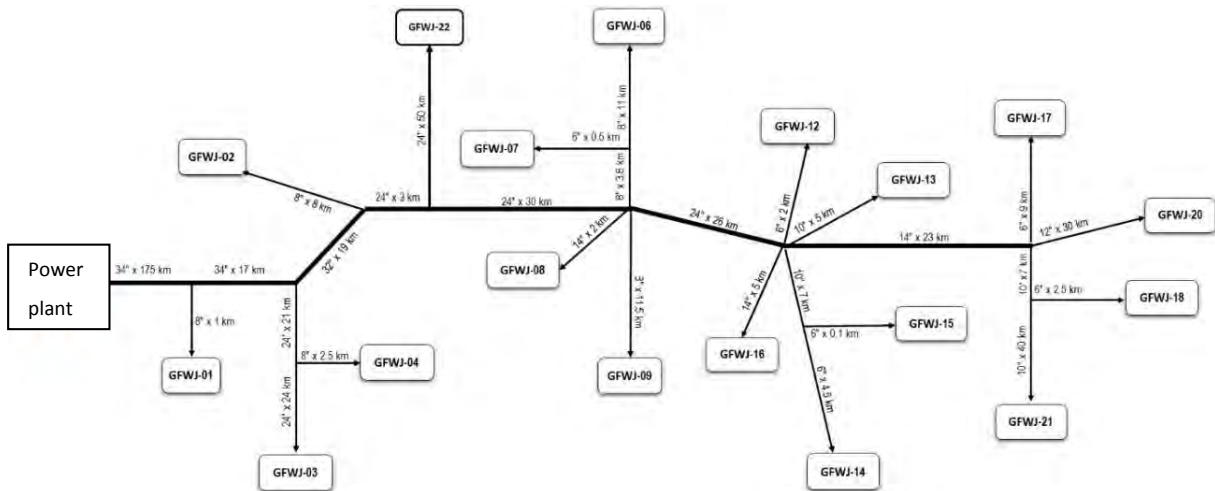 GFWJ-22
GFWJ-06
GFWJ-17
GFWJ-12
GFWJ-07
GFWJ-02
GFWJ-13
GFWJ-20
24" x 50 km
8" x 11 km
6" x 0.5 km
8" x 3.8 km
6" x 2 km
10" x 5 km
6" x 9 km
12" x 30 km
8" x 8 km
24" x 3 km
24" x 30 km
24" x 26 km
14" x 23 km
32" x 19 km
14" x 2 km
GFWJ-08
Power
plant
34" x 175 km
34" x 17 km
14" x 5 km
10" x 7 km
10" x 7 km
6" x 2.5 km
GFWJ-18
8" x 1 km
24" x 21 km
3" x 11.5 km
6" x 0.1 km
GFWJ-15
GFWJ-01
8" x 2.5 km
GFWJ-04
GFWJ-09
GFWJ-16
10" x 40 km
24" x 24 km
6" x 4.5 km
GFWJ-21
GFWJ-03
GFWJ-14